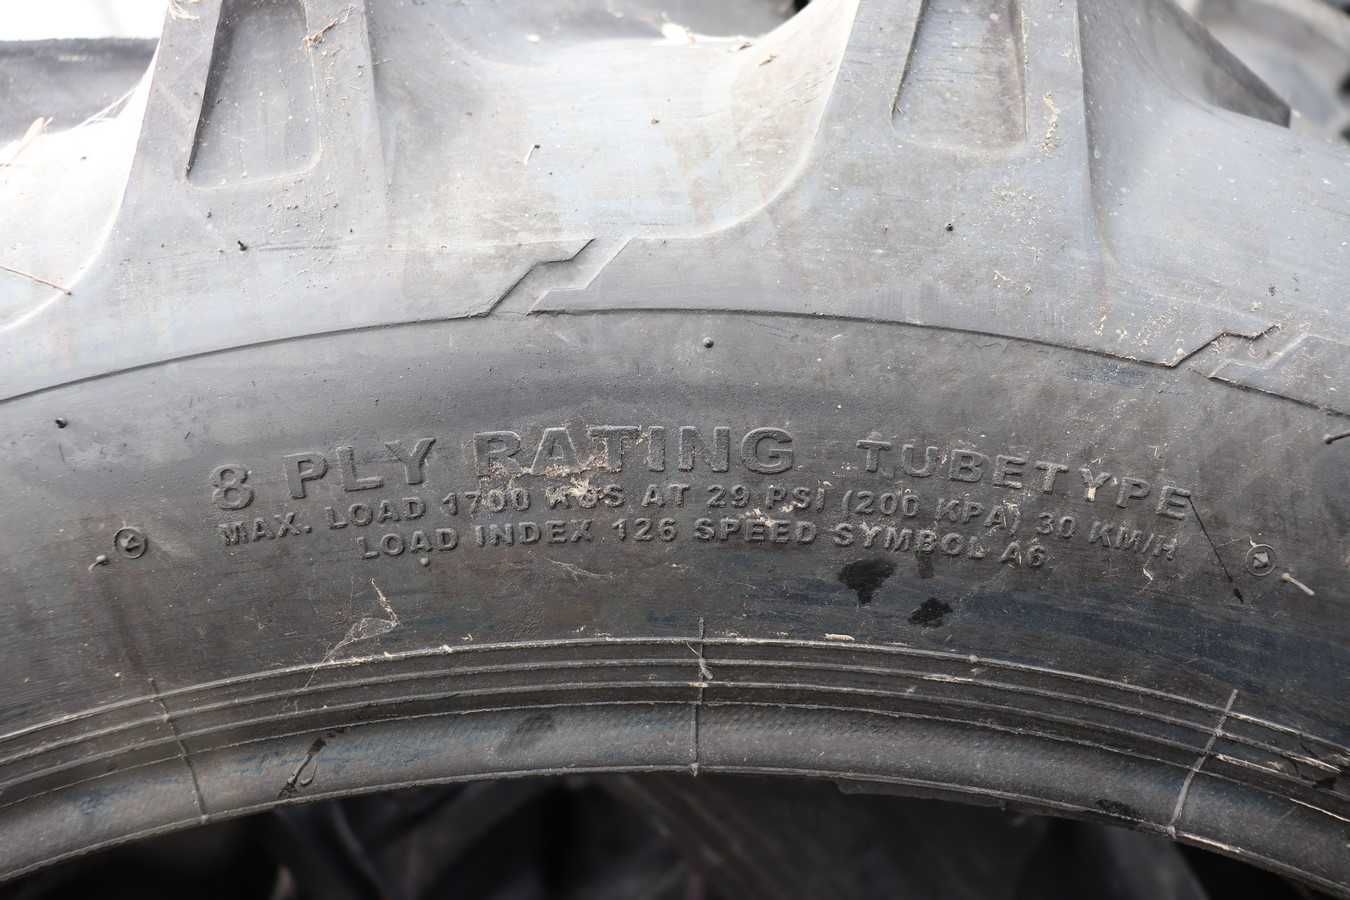 8 PLY RATING TUBETYPE
MAX. LOAD 1700 KGS AT 29 PSI (200 KPA) 30 KM/H
LOAD INDEX 126 SPEED SYMBOL A6